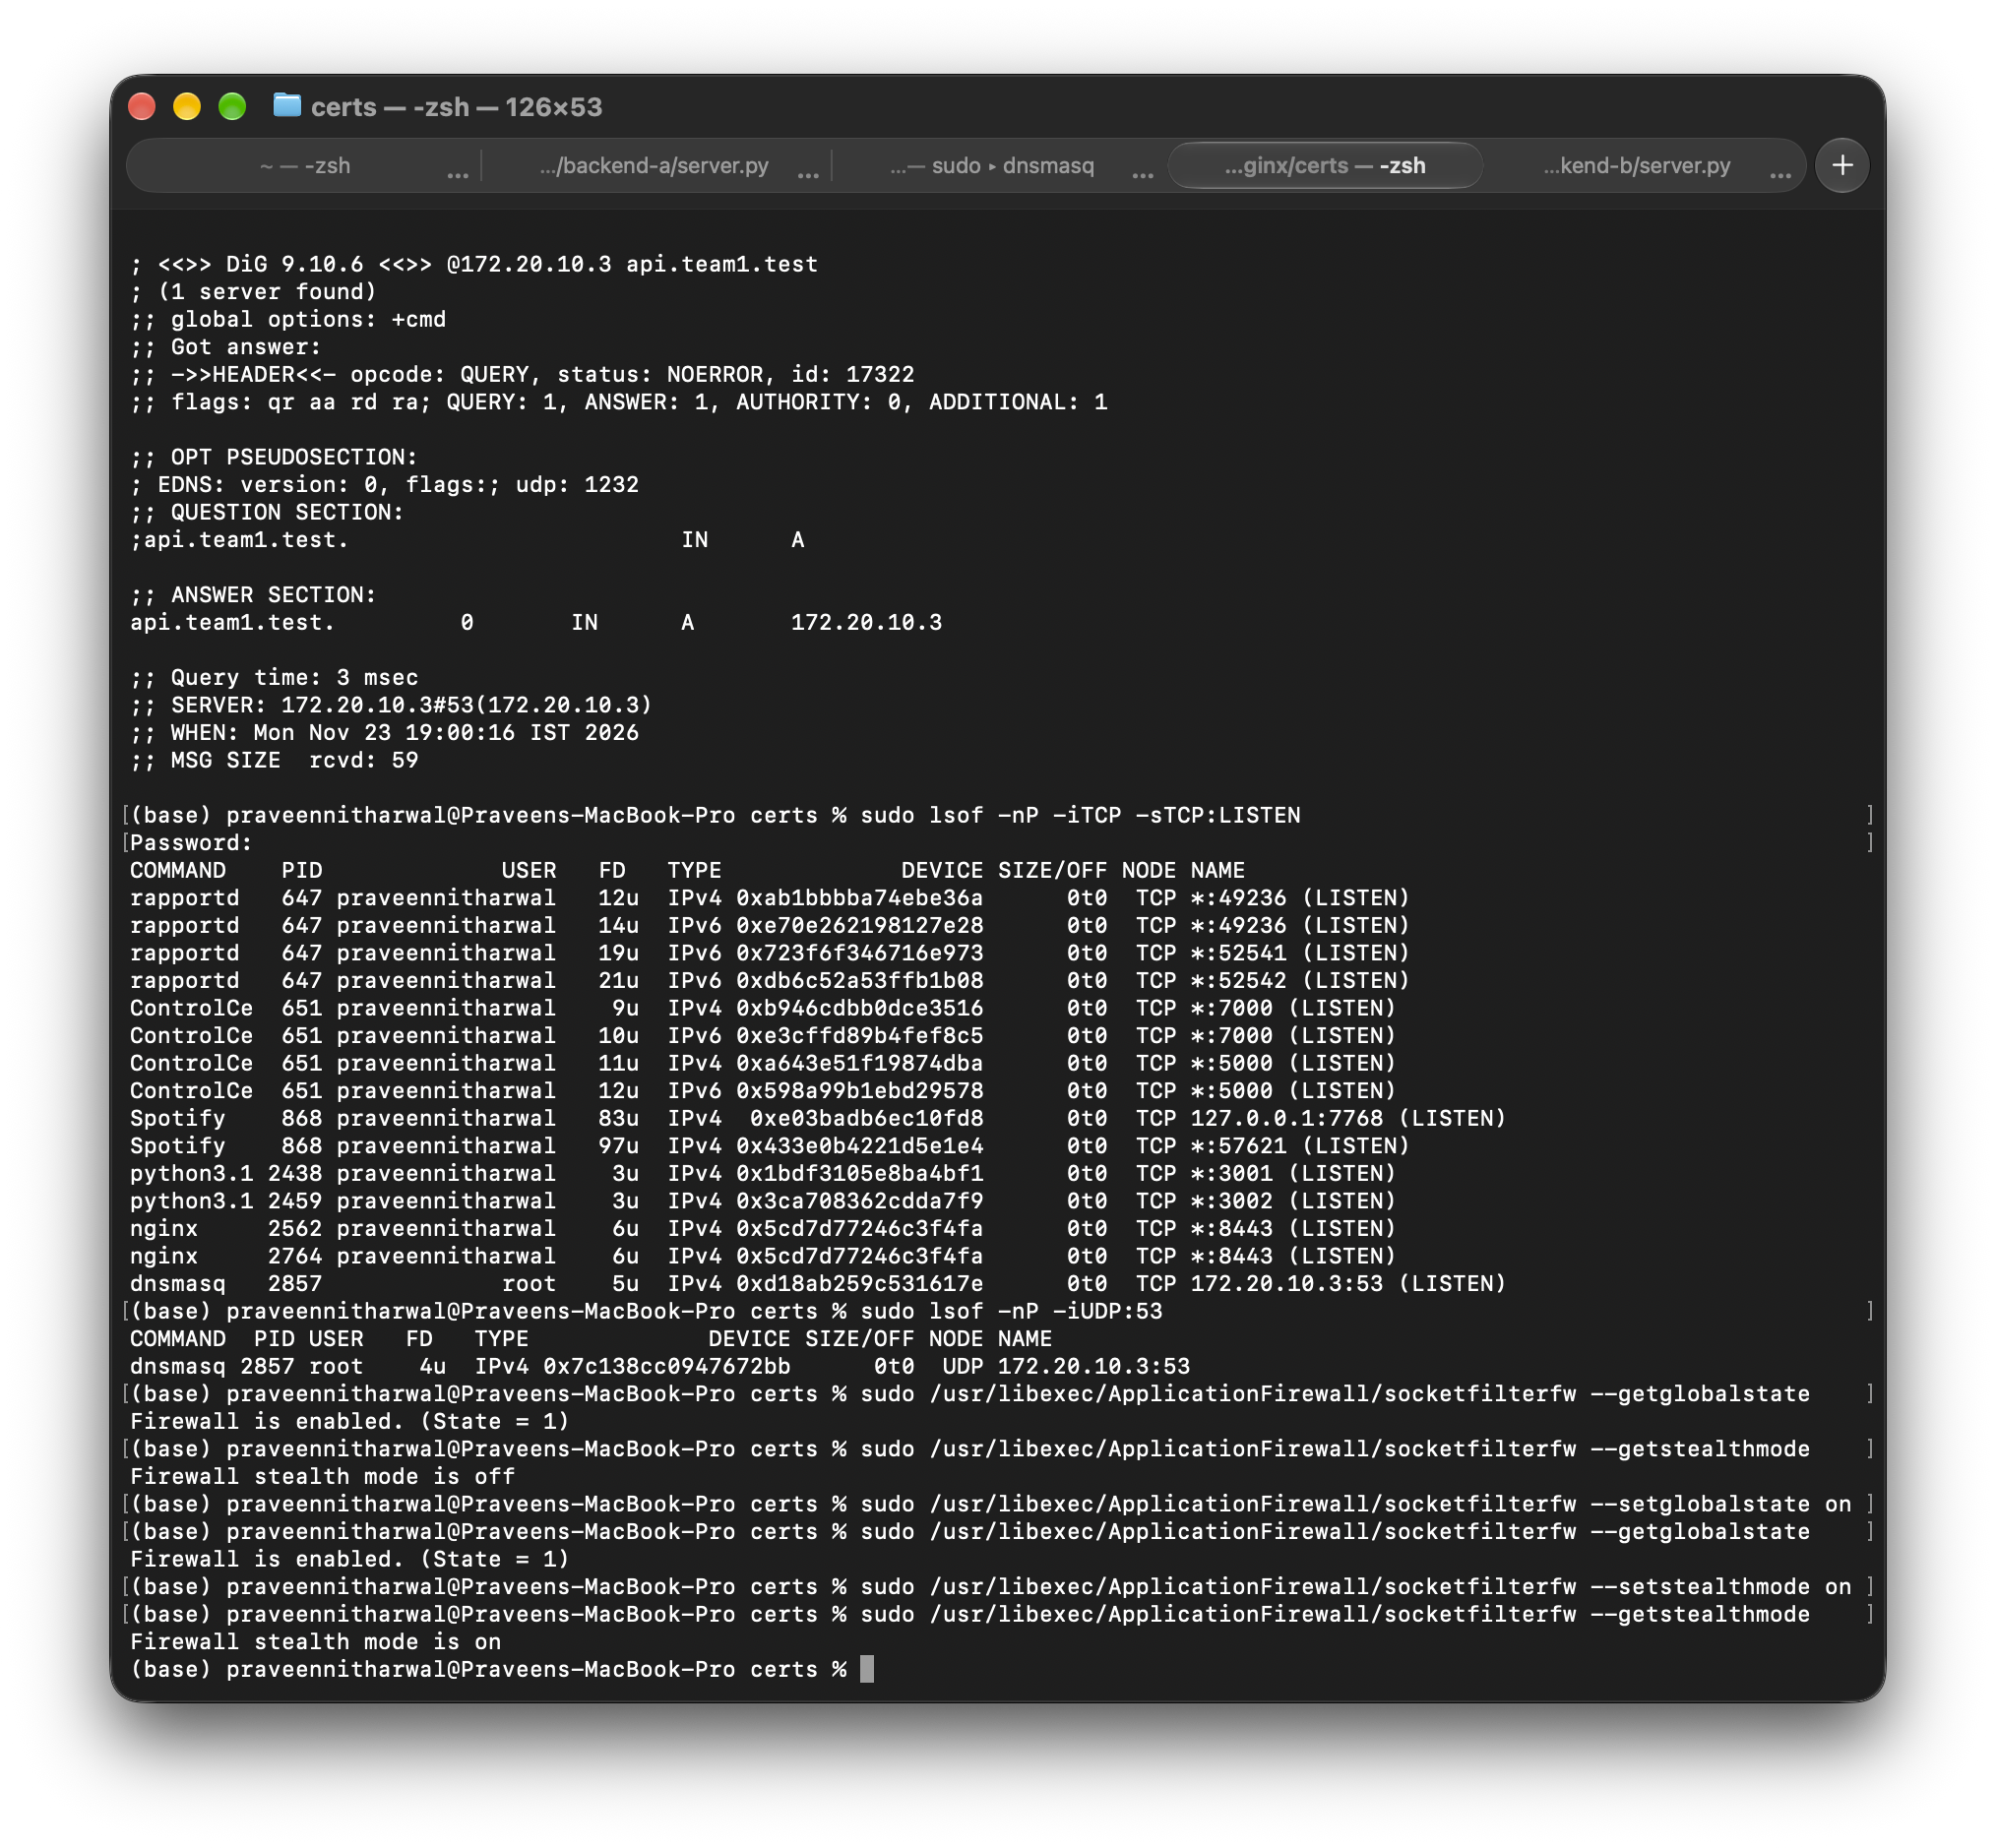 certs — -zsh — 126×53
~ — -zsh ... .../backend-a/server.py ... ...— sudo ▸ dnsmasq ... ...ginx/certs — -zsh ...kend-b/server.py ... +
; <<>> DiG 9.10.6 <<>> @172.20.10.3 api.team1.test
; (1 server found)
;; global options: +cmd
;; Got answer:
;; ->>HEADER<<- opcode: QUERY, status: NOERROR, id: 17322
;; flags: qr aa rd ra; QUERY: 1, ANSWER: 1, AUTHORITY: 0, ADDITIONAL: 1
;; OPT PSEUDOSECTION:
; EDNS: version: 0, flags:; udp: 1232
;; QUESTION SECTION:
;api.team1.test. IN A
;; ANSWER SECTION:
api.team1.test. 0 IN A 172.20.10.3
;; Query time: 3 msec
;; SERVER: 172.20.10.3#53(172.20.10.3)
;; WHEN: Mon Nov 23 19:00:16 IST 2026
;; MSG SIZE  rcvd: 59
[(base) praveennitharwal@Praveens-MacBook-Pro certs % sudo lsof -nP -iTCP -sTCP:LISTEN ]
[Password: ]
COMMAND PID USER FD TYPE DEVICE SIZE/OFF NODE NAME
rapportd 647 praveennitharwal 12u IPv4 0xab1bbbba74ebe36a 0t0 TCP *:49236 (LISTEN)
rapportd 647 praveennitharwal 14u IPv6 0xe70e262198127e28 0t0 TCP *:49236 (LISTEN)
rapportd 647 praveennitharwal 19u IPv6 0x723f6f346716e973 0t0 TCP *:52541 (LISTEN)
rapportd 647 praveennitharwal 21u IPv6 0xdb6c52a53ffb1b08 0t0 TCP *:52542 (LISTEN)
ControlCe 651 praveennitharwal 9u IPv4 0xb946cdbb0dce3516 0t0 TCP *:7000 (LISTEN)
ControlCe 651 praveennitharwal 10u IPv6 0xe3cffd89b4fef8c5 0t0 TCP *:7000 (LISTEN)
ControlCe 651 praveennitharwal 11u IPv4 0xa643e51f19874dba 0t0 TCP *:5000 (LISTEN)
ControlCe 651 praveennitharwal 12u IPv6 0x598a99b1ebd29578 0t0 TCP *:5000 (LISTEN)
Spotify 868 praveennitharwal 83u IPv4 0xe03badb6ec10fd8 0t0 TCP 127.0.0.1:7768 (LISTEN)
Spotify 868 praveennitharwal 97u IPv4 0x433e0b4221d5e1e4 0t0 TCP *:57621 (LISTEN)
python3.1 2438 praveennitharwal 3u IPv4 0x1bdf3105e8ba4bf1 0t0 TCP *:3001 (LISTEN)
python3.1 2459 praveennitharwal 3u IPv4 0x3ca708362cdda7f9 0t0 TCP *:3002 (LISTEN)
nginx 2562 praveennitharwal 6u IPv4 0x5cd7d77246c3f4fa 0t0 TCP *:8443 (LISTEN)
nginx 2764 praveennitharwal 6u IPv4 0x5cd7d77246c3f4fa 0t0 TCP *:8443 (LISTEN)
dnsmasq 2857 root 5u IPv4 0xd18ab259c531617e 0t0 TCP 172.20.10.3:53 (LISTEN)
[(base) praveennitharwal@Praveens-MacBook-Pro certs % sudo lsof -nP -iUDP:53 ]
COMMAND PID USER FD TYPE DEVICE SIZE/OFF NODE NAME
dnsmasq 2857 root 4u IPv4 0x7c138cc0947672bb 0t0 UDP 172.20.10.3:53
[(base) praveennitharwal@Praveens-MacBook-Pro certs % sudo /usr/libexec/ApplicationFirewall/socketfilterfw --getglobalstate ]
Firewall is enabled. (State = 1)
[(base) praveennitharwal@Praveens-MacBook-Pro certs % sudo /usr/libexec/ApplicationFirewall/socketfilterfw --getstealthmode ]
Firewall stealth mode is off
[(base) praveennitharwal@Praveens-MacBook-Pro certs % sudo /usr/libexec/ApplicationFirewall/socketfilterfw --setglobalstate on ]
[(base) praveennitharwal@Praveens-MacBook-Pro certs % sudo /usr/libexec/ApplicationFirewall/socketfilterfw --getglobalstate ]
Firewall is enabled. (State = 1)
[(base) praveennitharwal@Praveens-MacBook-Pro certs % sudo /usr/libexec/ApplicationFirewall/socketfilterfw --setstealthmode on ]
[(base) praveennitharwal@Praveens-MacBook-Pro certs % sudo /usr/libexec/ApplicationFirewall/socketfilterfw --getstealthmode ]
Firewall stealth mode is on
(base) praveennitharwal@Praveens-MacBook-Pro certs %